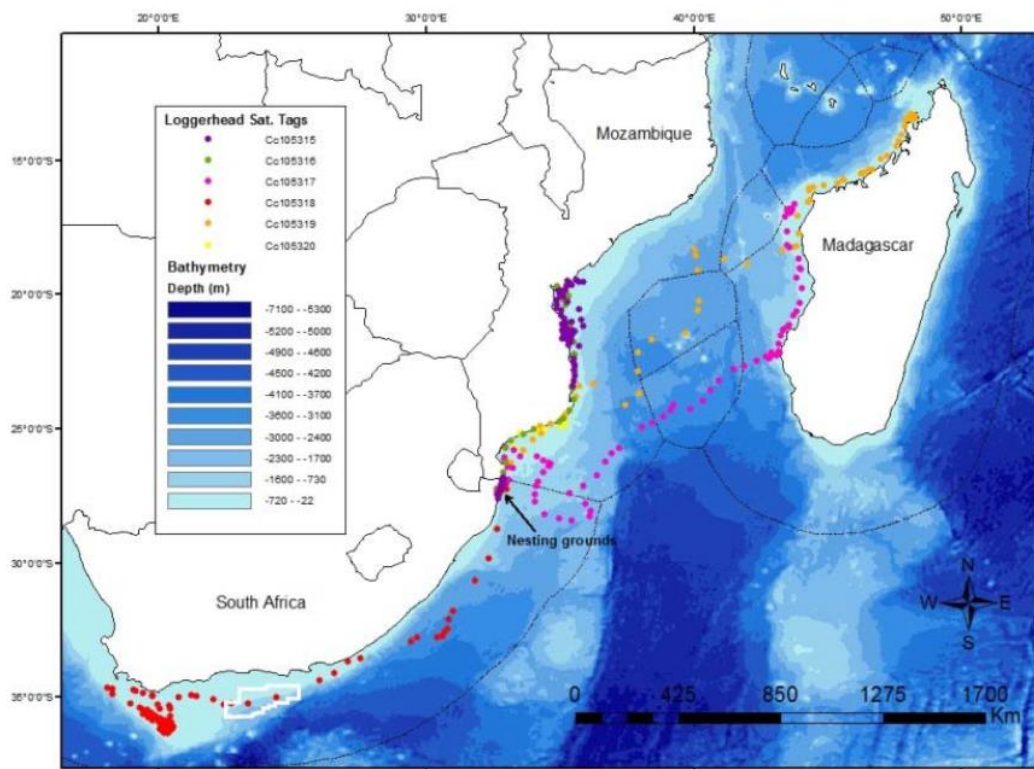 20°0'0"E 30°0'0"E 40°0'0"E 50°0'0"E
Loggerhead Sat. Tags
Cc105315
Cc105316
Cc105317
Cc105318
Cc105319
Cc105320
Bathymetry
Depth (m)
-7100 - -5300
-5200 - -5000
-4900 - -4600
-4500 - -4200
-4100 - -3700
-3600 - -3100
-3000 - -2400
-2300 - -1700
-1600 - -730
-720 - -22
Mozambique
Madagascar
Nesting grounds
South Africa
15°0'0"S
20°0'0"S
25°0'0"S
30°0'0"S
35°0'0"S
N
W E
S
0 425 850 1275 1700
Km